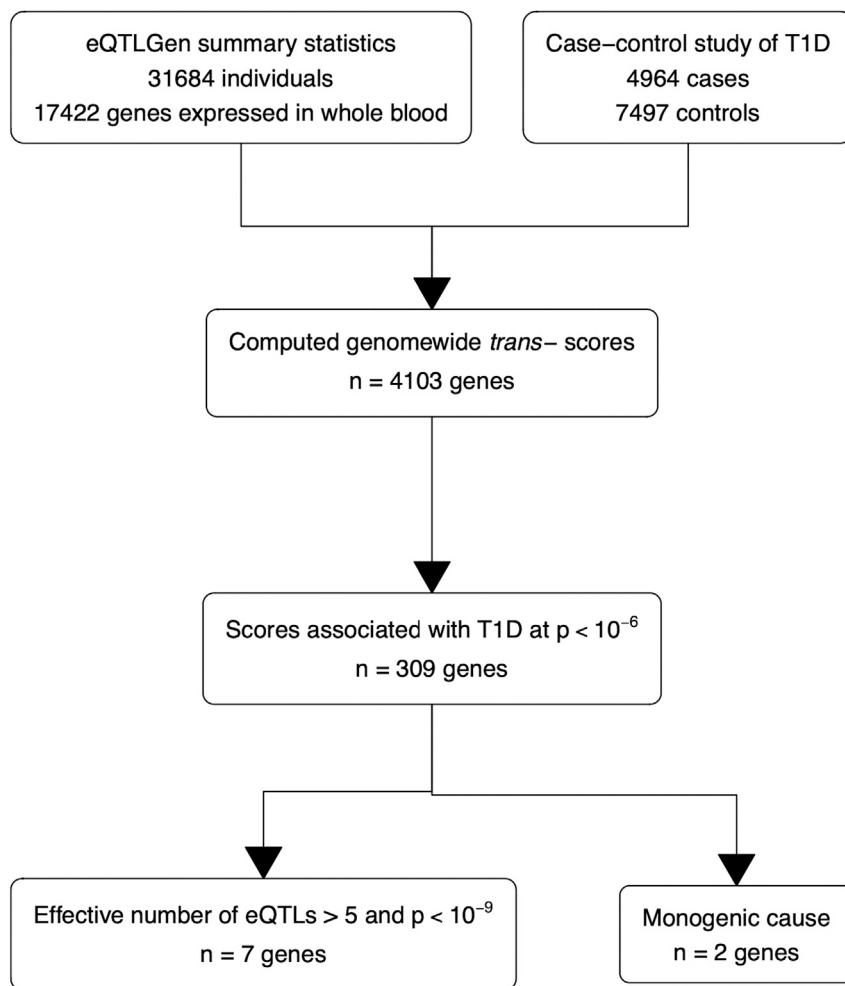 eQTLGen summary statistics
31684 individuals
17422 genes expressed in whole blood
Case−control study of T1D
4964 cases
7497 controls
Computed genomewide trans− scores
n = 4103 genes
Scores associated with T1D at p < 10⁻⁶
n = 309 genes
Effective number of eQTLs > 5 and p < 10⁻⁹
n = 7 genes
Monogenic cause
n = 2 genes